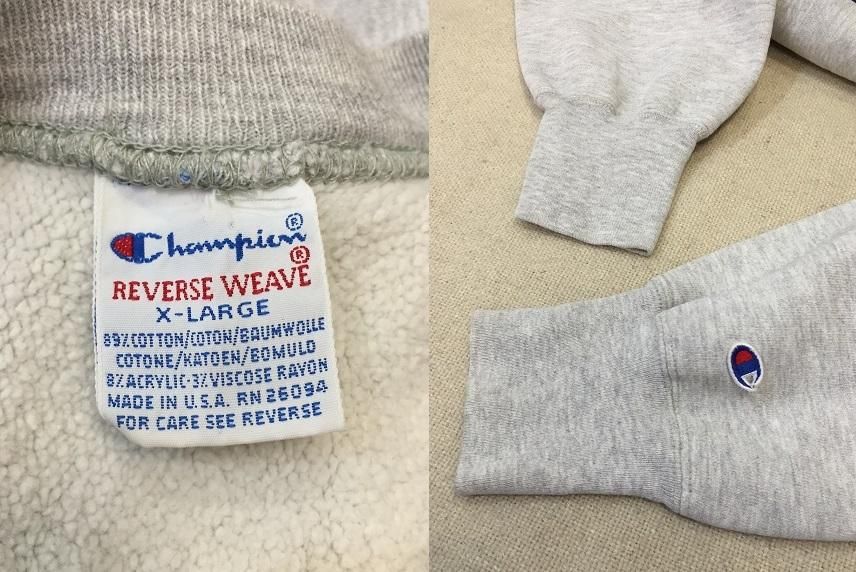 Champion®
REVERSE WEAVE®
X-LARGE
89%COTTON/COTON/BAUMWOLLE
COTONE/KATOEN/BOMULD
8%ACRYLIC-3%VISCOSE RAYON
MADE IN U.S.A. RN 26094
FOR CARE SEE REVERSE